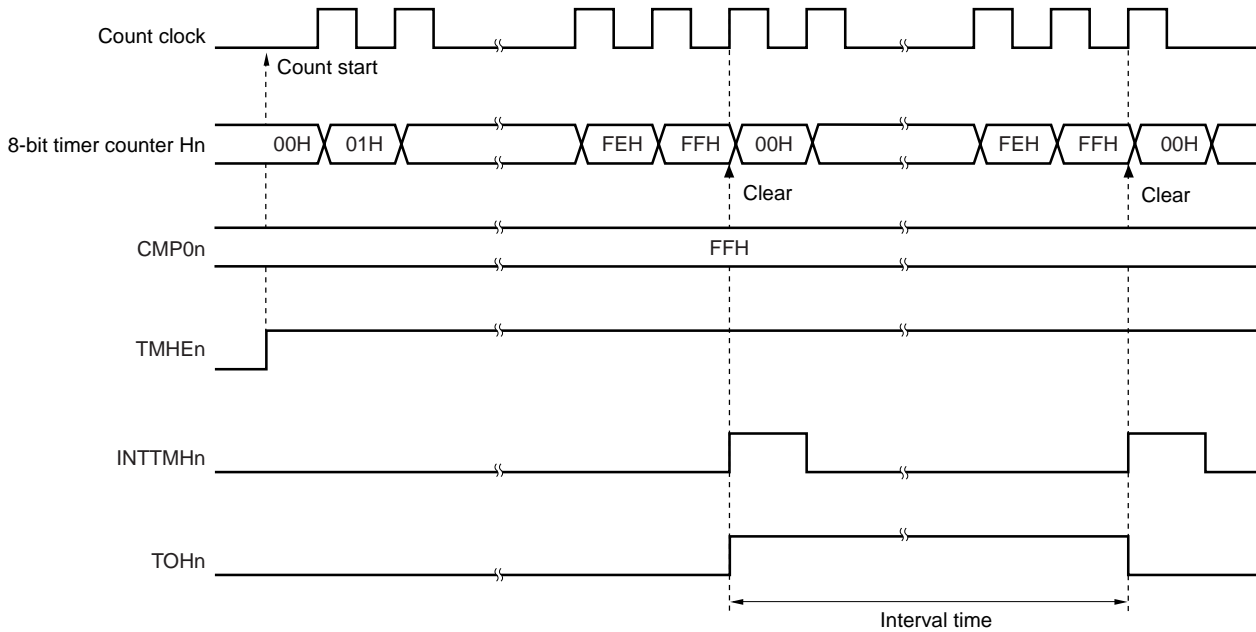 Count clock
Count start
8-bit timer counter Hn
00H 01H FEH FFH 00H FEH FFH 00H
Clear Clear
CMP0n
FFH
TMHEn
INTTMHn
TOHn
Interval time